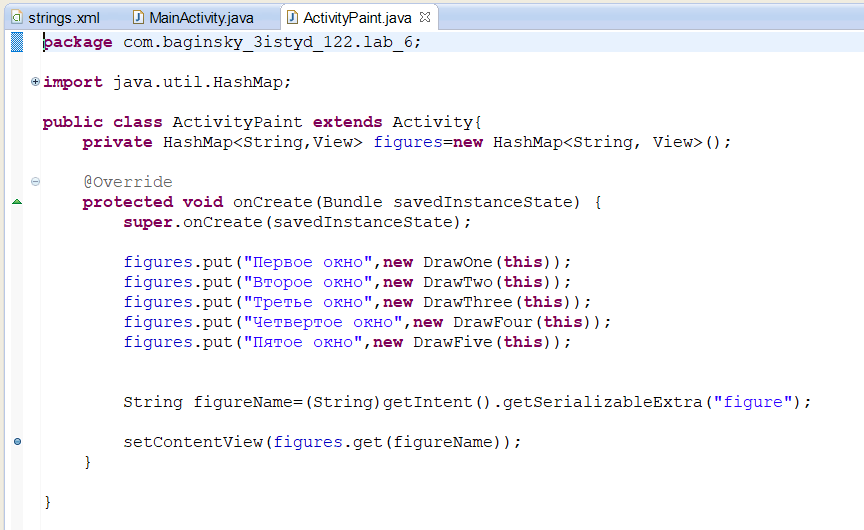 strings.xml MainActivity.java ActivityPaint.java
package com.baginsky_3istyd_122.lab_6;
import java.util.HashMap;
public class ActivityPaint extends Activity{
private HashMap<String,View> figures=new HashMap<String, View>();
@Override
protected void onCreate(Bundle savedInstanceState) {
super.onCreate(savedInstanceState);
figures.put("Первое окно",new DrawOne(this));
figures.put("Второе окно",new DrawTwo(this));
figures.put("Третье окно",new DrawThree(this));
figures.put("Четвертое окно",new DrawFour(this));
figures.put("Пятое окно",new DrawFive(this));
String figureName=(String)getIntent().getSerializableExtra("figure");
setContentView(figures.get(figureName));
}
}